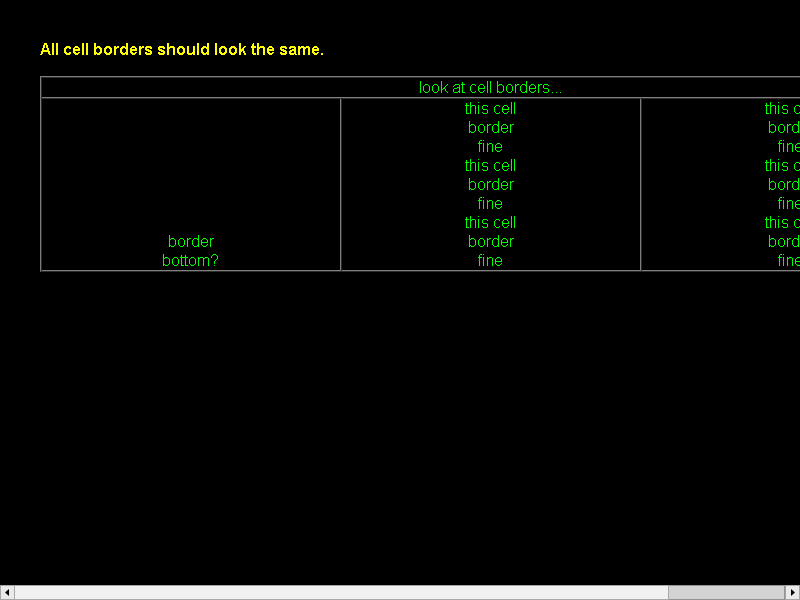 All cell borders should look the same.
look at cell borders...
border
bottom?
this cell
border
fine
this cell
border
fine
this cell
border
fine
this c
bord
fine
this c
bord
fine
this c
bord
fine